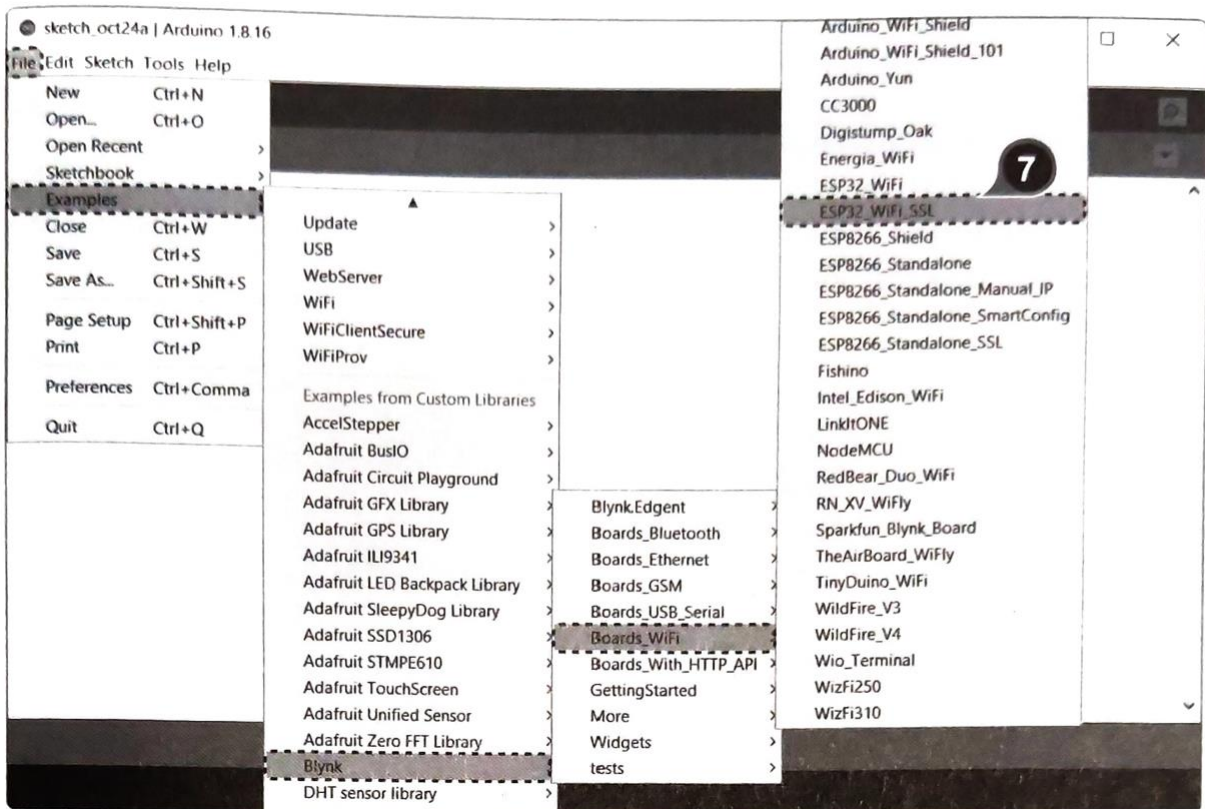 sketch_oct24a | Arduino 1.8.16
File Edit Sketch Tools Help
New Ctrl+N
Open... Ctrl+O
Open Recent
Sketchbook
Examples
Close Ctrl+W
Save Ctrl+S
Save As... Ctrl+Shift+S
Page Setup Ctrl+Shift+P
Print Ctrl+P
Preferences Ctrl+Comma
Quit Ctrl+Q
Update
USB
WebServer
WiFi
WiFiClientSecure
WiFiProv
Examples from Custom Libraries
AccelStepper
Adafruit BusIO
Adafruit Circuit Playground
Adafruit GFX Library
Adafruit GPS Library
Adafruit ILI9341
Adafruit LED Backpack Library
Adafruit SleepyDog Library
Adafruit SSD1306
Adafruit STMPE610
Adafruit TouchScreen
Adafruit Unified Sensor
Adafruit Zero FFT Library
Blynk
DHT sensor library
Blynk.Edgent
Boards_Bluetooth
Boards_Ethernet
Boards_GSM
Boards_USB_Serial
Boards_WiFi
Boards_With_HTTP_API
GettingStarted
More
Widgets
tests
Arduino_WiFi_Shield
Arduino_WiFi_Shield_101
Arduino_Yun
CC3000
Digistump_Oak
Energia_WiFi
7
ESP32_WiFi
ESP32_WiFi_SSL
ESP8266_Shield
ESP8266_Standalone
ESP8266_Standalone_Manual_IP
ESP8266_Standalone_SmartConfig
ESP8266_Standalone_SSL
Fishino
Intel_Edison_WiFi
LinkItONE
NodeMCU
RedBear_Duo_WiFi
RN_XV_WiFly
Sparkfun_Blynk_Board
TheAirBoard_WiFly
TinyDuino_WiFi
WildFire_V3
WildFire_V4
Wio_Terminal
WizFi250
WizFi310